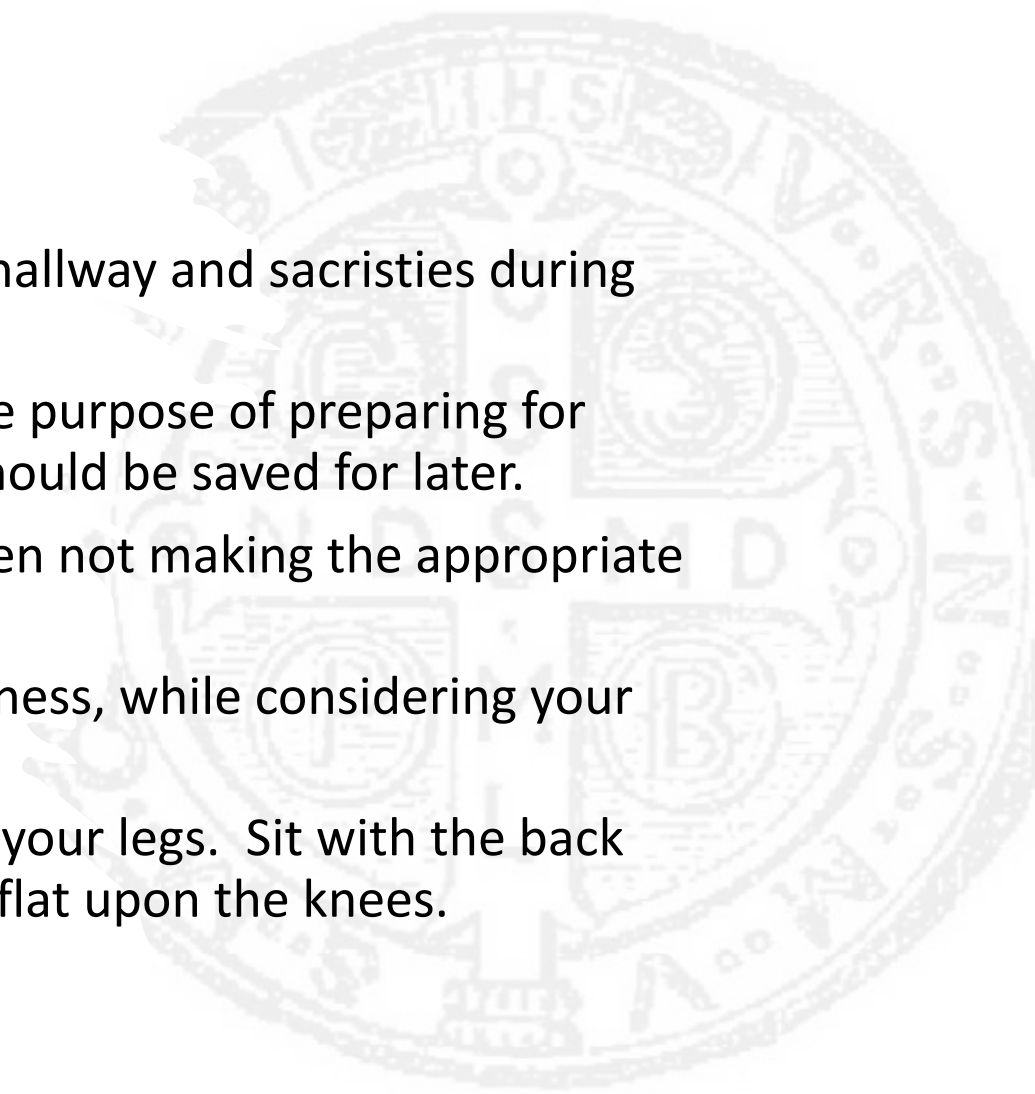 I.H.S
hallway and sacristies during
e purpose of preparing for
hould be saved for later.
en not making the appropriate
ness, while considering your
your legs.  Sit with the back
flat upon the knees.